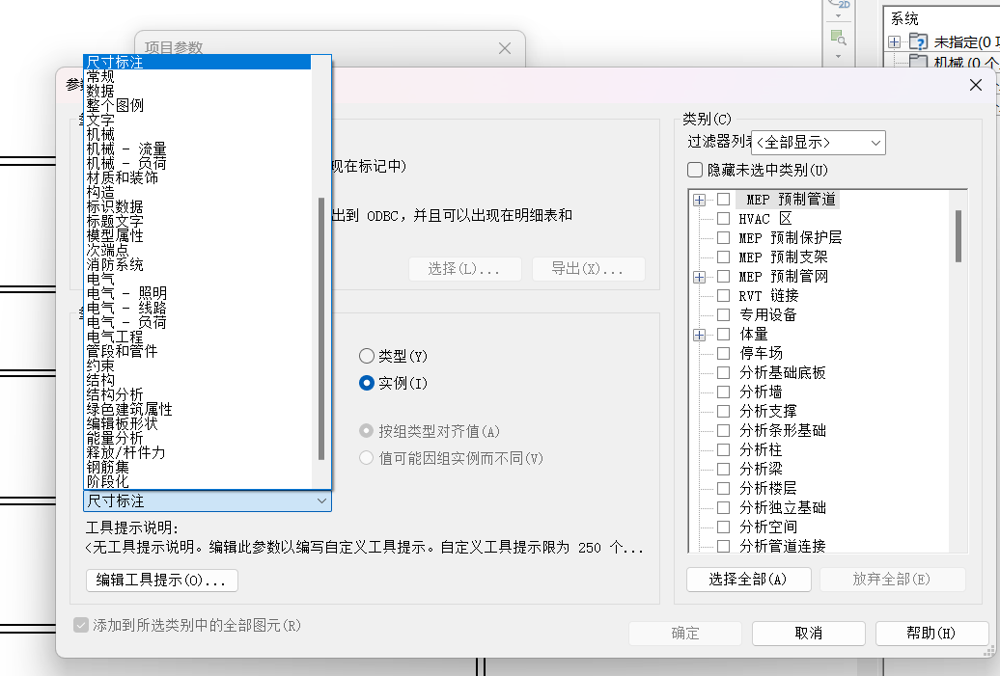 2D
系统
项目参数
未指定(0 项
机械 (0 个
参数
尺寸标注
常规
数据
整个图例
文字
机械
机械 - 流量
机械 - 负荷
材质和装饰
构造
标识数据
标题文字
模型属性
次端点
消防系统
电气
电气 - 照明
电气 - 线路
电气 - 负荷
电气工程
管段和管件
约束
结构
结构分析
绿色建筑属性
编辑板形状
能量分析
释放/杆件力
钢筋集
阶段化
尺寸标注
现在标记中)
出到 ODBC，并且可以出现在明细表和
选择(L)...
导出(X)...
类型(Y)
实例(I)
按组类型对齐值(A)
值可能因组实例而不同(V)
工具提示说明:
<无工具提示说明。编辑此参数以编写自定义工具提示。自定义工具提示限为 250 个...
编辑工具提示(O)...
添加到所选类别中的全部图元(R)
类别(C)
过滤器列表
<全部显示>
隐藏未选中类别(U)
MEP 预制管道
HVAC 区
MEP 预制保护层
MEP 预制支架
MEP 预制管网
RVT 链接
专用设备
体量
停车场
分析基础底板
分析墙
分析支撑
分析条形基础
分析柱
分析梁
分析楼层
分析独立基础
分析空间
分析管道连接
选择全部(A)
放弃全部(E)
确定
取消
帮助(H)